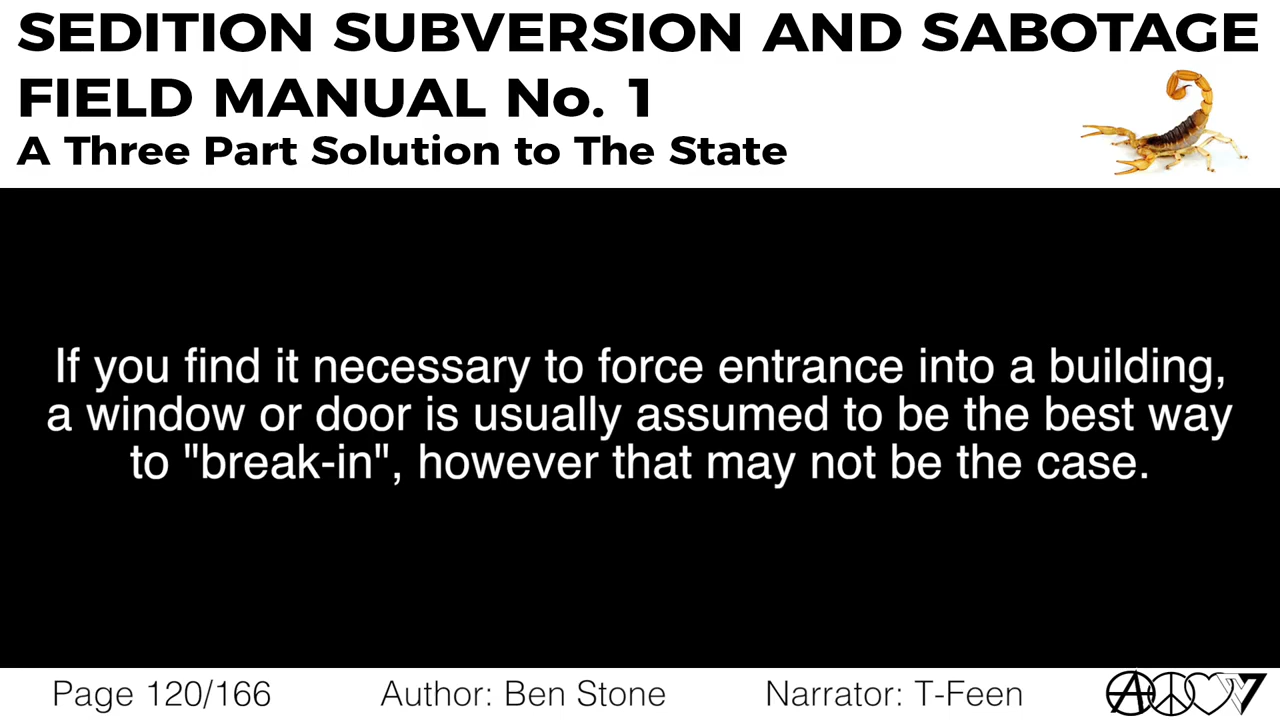 SEDITION SUBVERSION AND SABOTAGE
FIELD MANUAL No. 1
A Three Part Solution to The State
If you find it necessary to force entrance into a building,
a window or door is usually assumed to be the best way
to "break-in", however that may not be the case.
Page 120/166 Author: Ben Stone Narrator: T-Feen